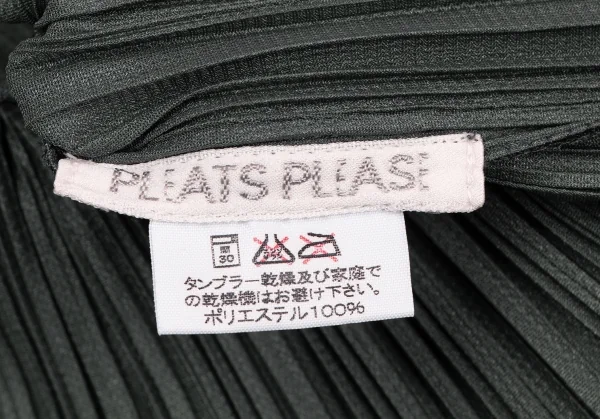 PLEATS PLEASE
弱
30
タンブラー乾燥及び家庭で
の乾燥機はお避け下さい。
ポリエステル100%